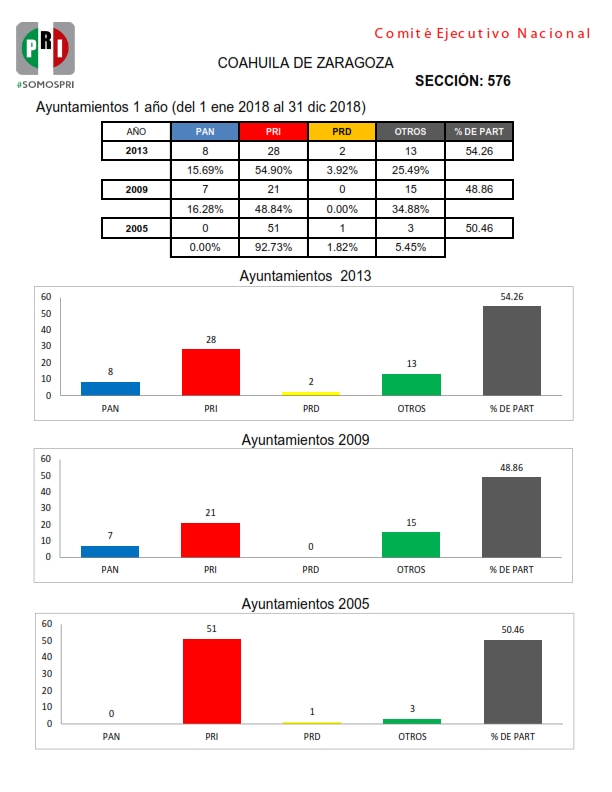 PRI
#SOMOSPRI
Comité Ejecutivo Nacional
COAHUILA DE ZARAGOZA
SECCIÓN: 576
Ayuntamientos 1 año (del 1 ene 2018 al 31 dic 2018)
AÑO PAN PRI PRD OTROS % DE PART
2013 8 28 2 13 54.26
15.69% 54.90% 3.92% 25.49%
2009 7 21 0 15 48.86
16.28% 48.84% 0.00% 34.88%
2005 0 51 1 3 50.46
0.00% 92.73% 1.82% 5.45%
Ayuntamientos 2013
60
50
40
30
20
10
0
8 28 2 13 54.26
PAN PRI PRD OTROS % DE PART
Ayuntamientos 2009
60
50
40
30
20
10
0
7 21 0 15 48.86
PAN PRI PRD OTROS % DE PART
Ayuntamientos 2005
60
50
40
30
20
10
0
0 51 1 3 50.46
PAN PRI PRD OTROS % DE PART